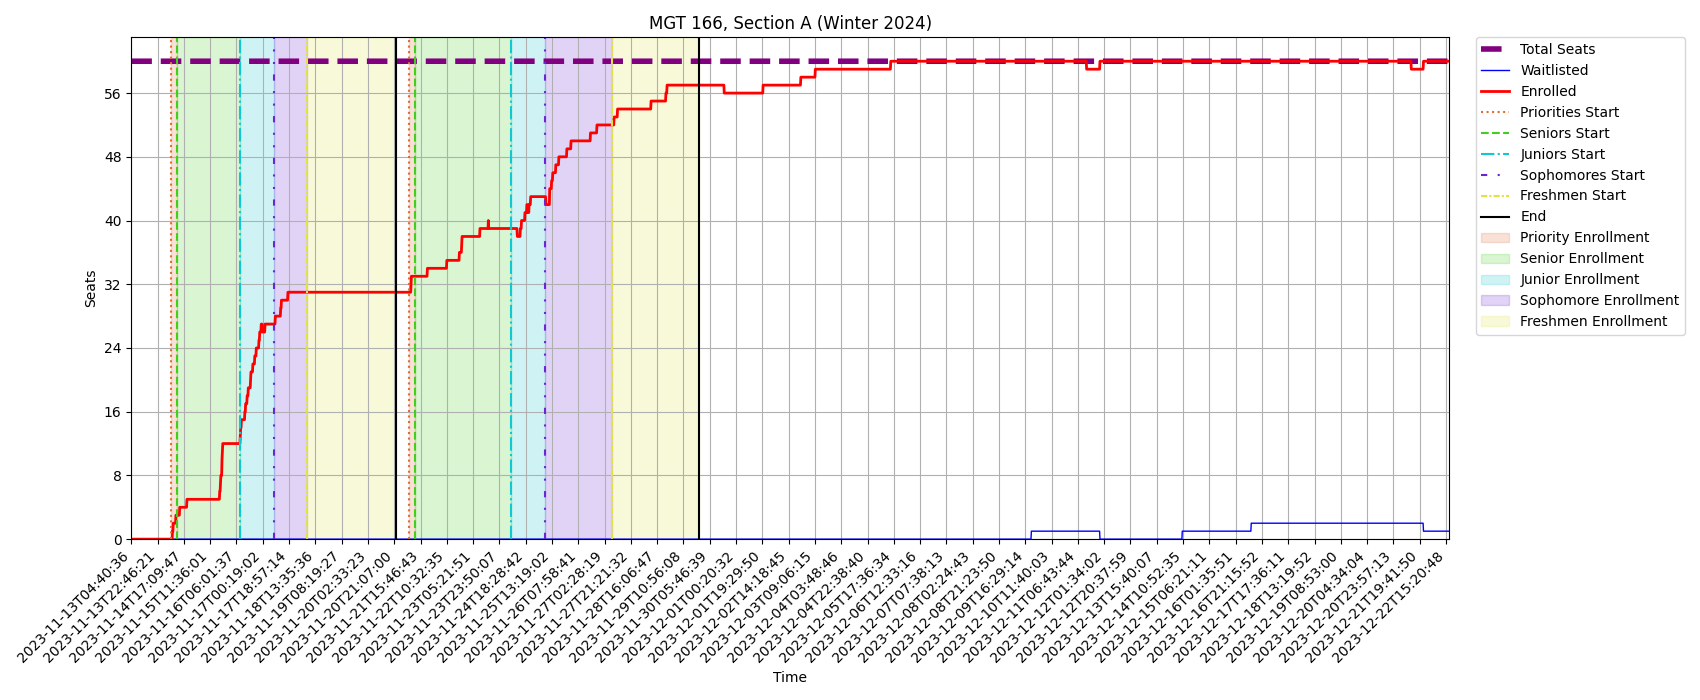 MGT 166, Section A (Winter 2024)
Seats
56
48
40
32
24
16
8
0
2023-11-13T04:40:36
2023-11-13T22:46:21
2023-11-14T17:09:47
2023-11-15T11:36:01
2023-11-16T06:01:37
2023-11-17T00:19:02
2023-11-17T18:57:14
2023-11-18T13:35:36
2023-11-19T08:19:27
2023-11-20T02:33:23
2023-11-20T21:07:00
2023-11-21T15:46:43
2023-11-22T10:32:35
2023-11-23T05:21:51
2023-11-23T23:50:07
2023-11-24T18:28:42
2023-11-25T13:19:02
2023-11-26T07:58:41
2023-11-27T02:28:19
2023-11-27T21:21:32
2023-11-28T16:06:47
2023-11-29T10:56:08
2023-11-30T05:46:39
2023-12-01T00:20:32
2023-12-01T19:29:50
2023-12-02T14:18:45
2023-12-03T09:06:15
2023-12-04T03:48:46
2023-12-04T22:38:40
2023-12-05T17:36:34
2023-12-06T12:33:16
2023-12-07T07:38:13
2023-12-08T02:24:43
2023-12-08T21:23:50
2023-12-09T16:29:14
2023-12-10T11:40:03
2023-12-11T06:43:44
2023-12-12T01:34:02
2023-12-12T20:37:59
2023-12-13T15:40:07
2023-12-14T10:52:35
2023-12-15T06:21:11
2023-12-16T01:35:51
2023-12-16T21:15:52
2023-12-17T17:36:11
2023-12-18T13:19:52
2023-12-19T08:53:00
2023-12-20T04:34:04
2023-12-20T23:57:13
2023-12-21T19:41:50
2023-12-22T15:20:48
Time
Total Seats
Waitlisted
Enrolled
Priorities Start
Seniors Start
Juniors Start
Sophomores Start
Freshmen Start
End
Priority Enrollment
Senior Enrollment
Junior Enrollment
Sophomore Enrollment
Freshmen Enrollment